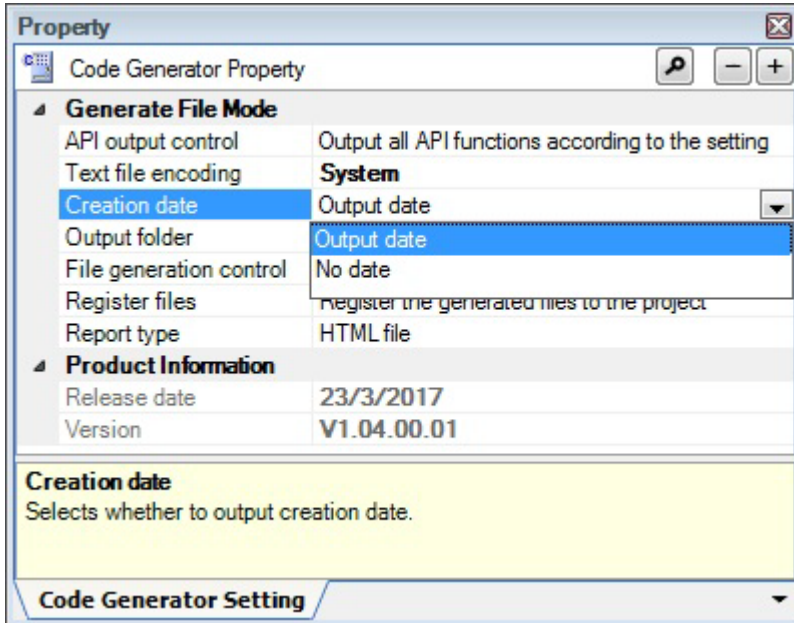 Property
Code Generator Property
Generate File Mode
API output control Output all API functions according to the setting
Text file encoding System
Creation date Output date
Output folder Output date
File generation control No date
Register files Register the generated files to the project
Report type HTML file
Product Information
Release date 23/3/2017
Version V1.04.00.01
Creation date
Selects whether to output creation date.
Code Generator Setting